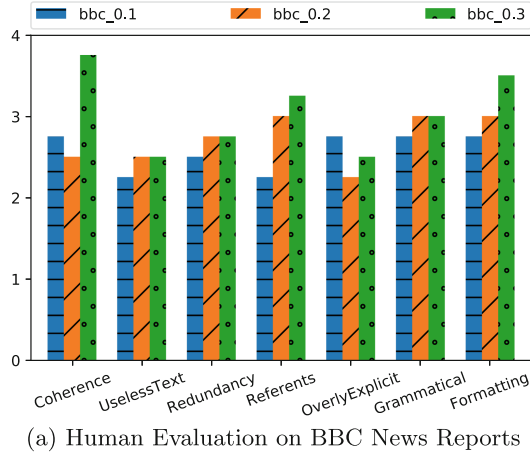 bbc_0.1 bbc_0.2 bbc_0.3
4
3
2
1
0
Coherence UselessText Redundancy Referents OverlyExplicit Grammatical Formatting
(a) Human Evaluation on BBC News Reports